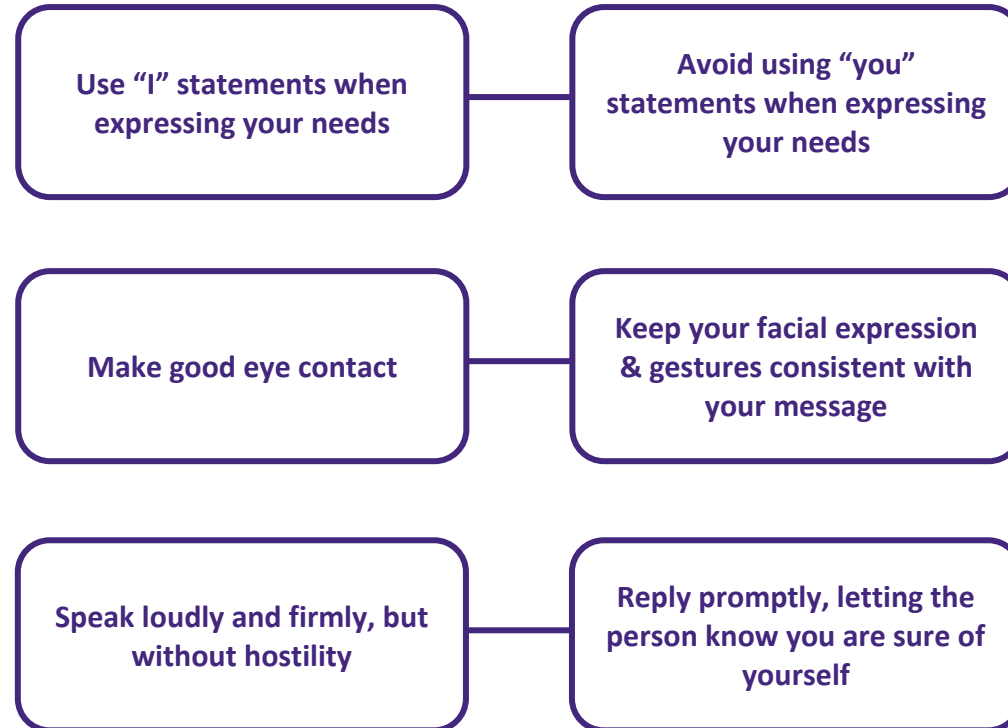 Use “I” statements when
expressing your needs
Avoid using “you”
statements when expressing
your needs
Make good eye contact
Keep your facial expression
& gestures consistent with
your message
Speak loudly and firmly, but
without hostility
Reply promptly, letting the
person know you are sure of
yourself